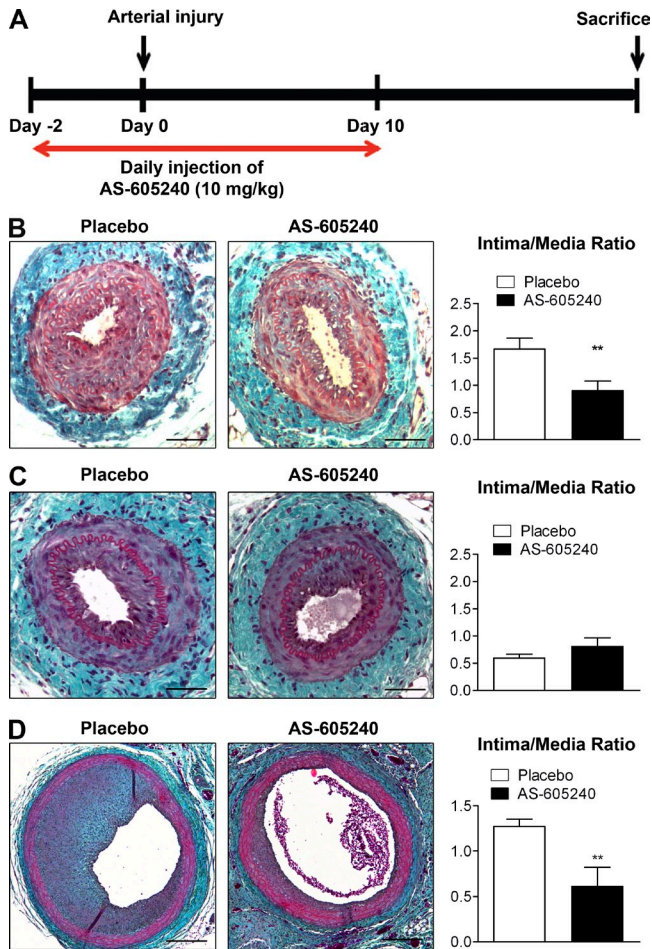 A
Arterial injury
Sacrifice
Day -2
Day 0
Day 10
Daily injection of
AS-605240 (10 mg/kg)
B
Placebo
AS-605240
Intima/Media Ratio
Placebo
AS-605240
2.5
2.0
1.5
1.0
0.5
0.0
**
C
Placebo
AS-605240
Intima/Media Ratio
Placebo
AS-605240
2.5
2.0
1.5
1.0
0.5
0.0
D
Placebo
AS-605240
Intima/Media Ratio
Placebo
AS-605240
1.5
1.0
0.5
0.0
**